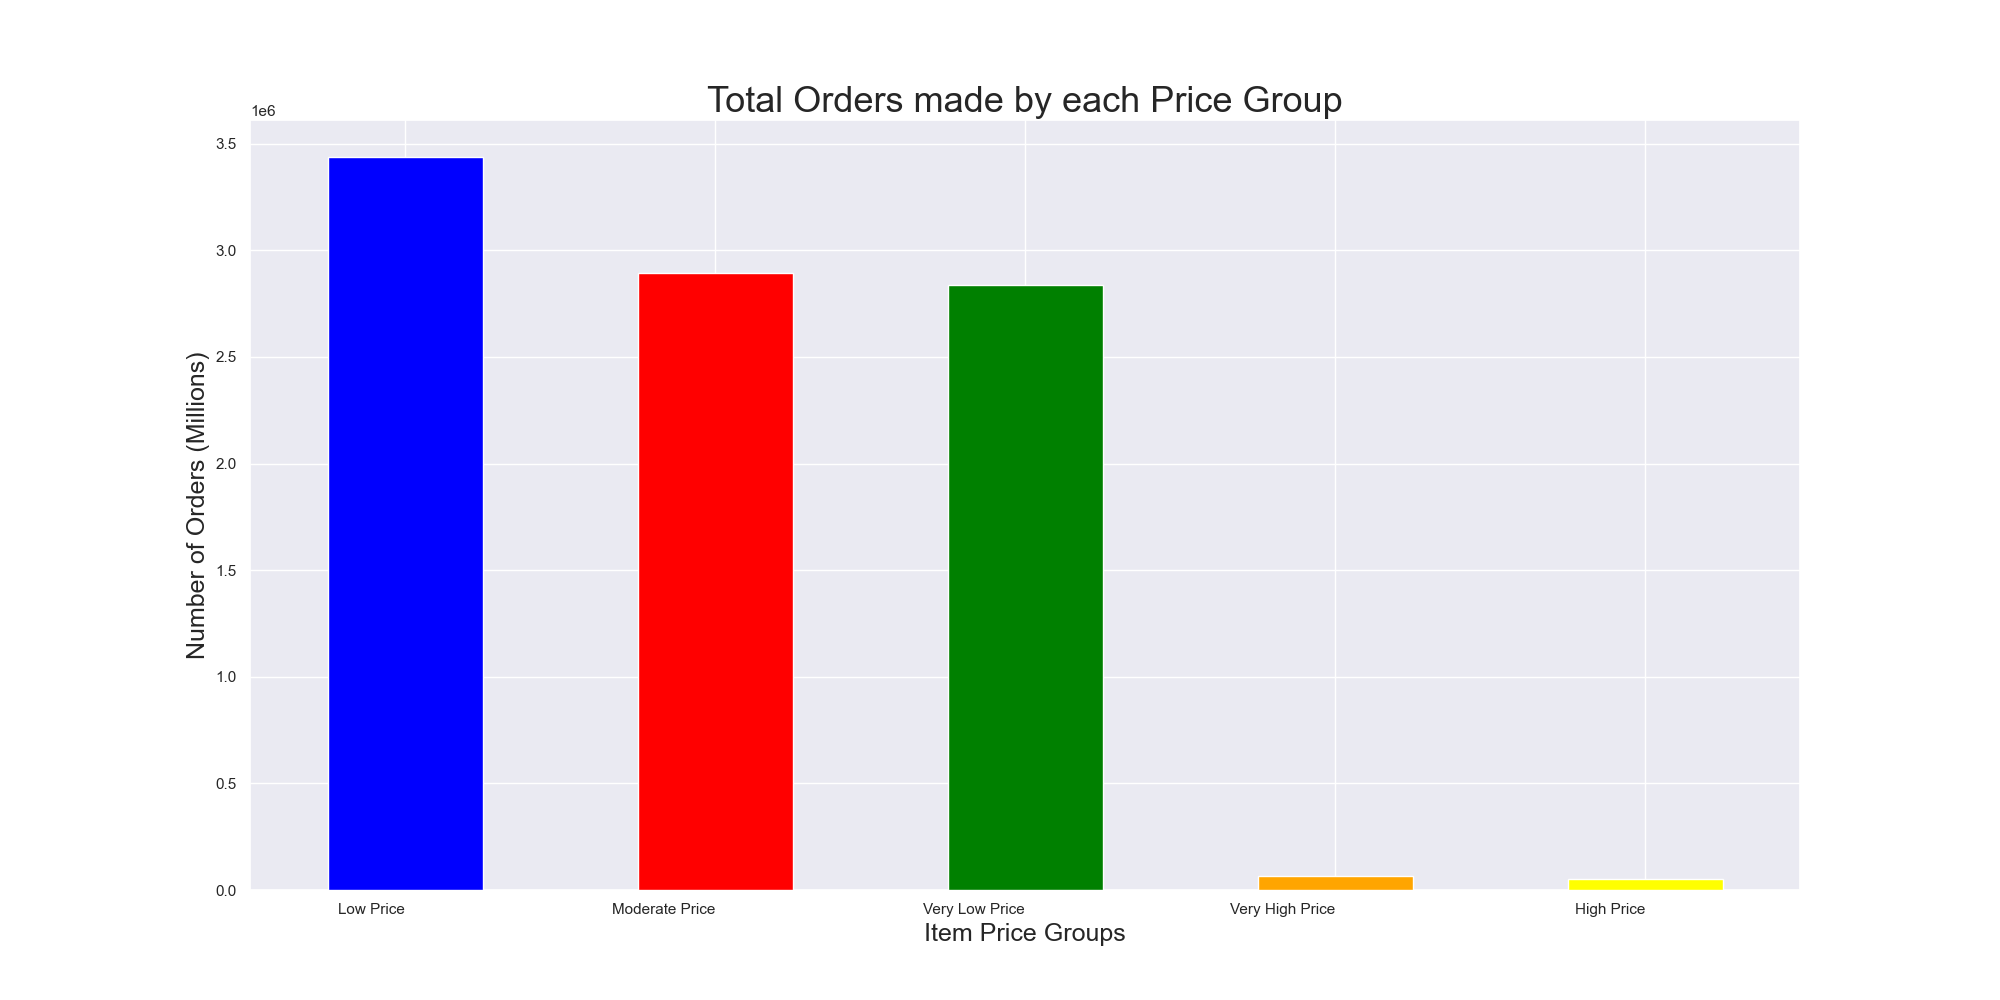 Total Orders made by each Price Group
1e6
3.5
3.0
2.5
2.0
1.5
1.0
0.5
0.0
Number of Orders (Millions)
Low Price
Moderate Price
Very Low Price
Very High Price
High Price
Item Price Groups